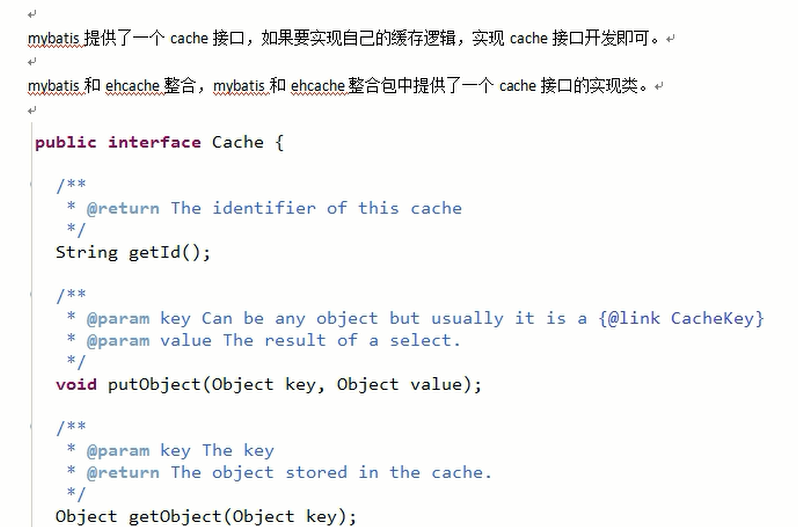 mybatis 提供了一个 cache 接口，如果要实现自己的缓存逻辑，实现 cache 接口开发即可。
mybatis 和 ehcache 整合，mybatis 和 ehcache 整合包中提供了一个 cache 接口的实现类。
public interface Cache {
/**
* @return The identifier of this cache
*/
String getId();
/**
* @param key Can be any object but usually it is a {@link CacheKey}
* @param value The result of a select.
*/
void putObject(Object key, Object value);
/**
* @param key The key
* @return The object stored in the cache.
*/
Object getObject(Object key);